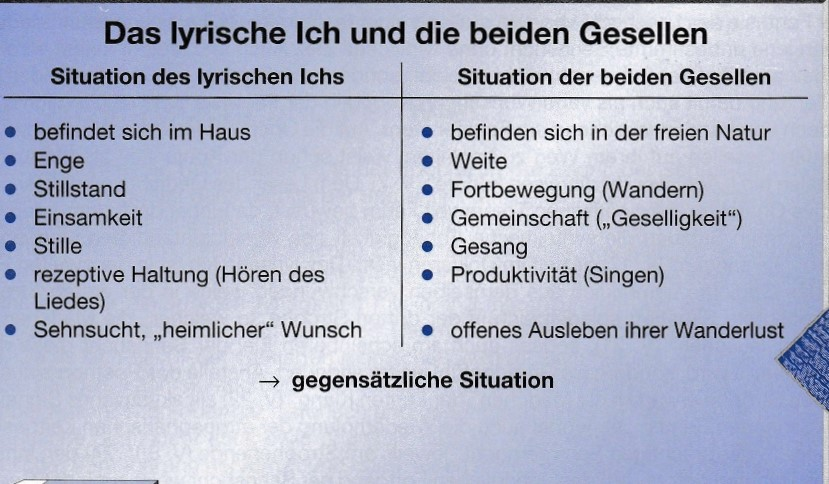 Das lyrische Ich und die beiden Gesellen
Situation des lyrischen Ichs
Situation der beiden Gesellen
• befindet sich im Haus
• Enge
• Stillstand
• Einsamkeit
• Stille
• rezeptive Haltung (Hören des
Liedes)
• Sehnsucht, „heimlicher“ Wunsch
• befinden sich in der freien Natur
• Weite
• Fortbewegung (Wandern)
• Gemeinschaft („Geselligkeit“)
• Gesang
• Produktivität (Singen)
• offenes Ausleben ihrer Wanderlust
→ gegensätzliche Situation